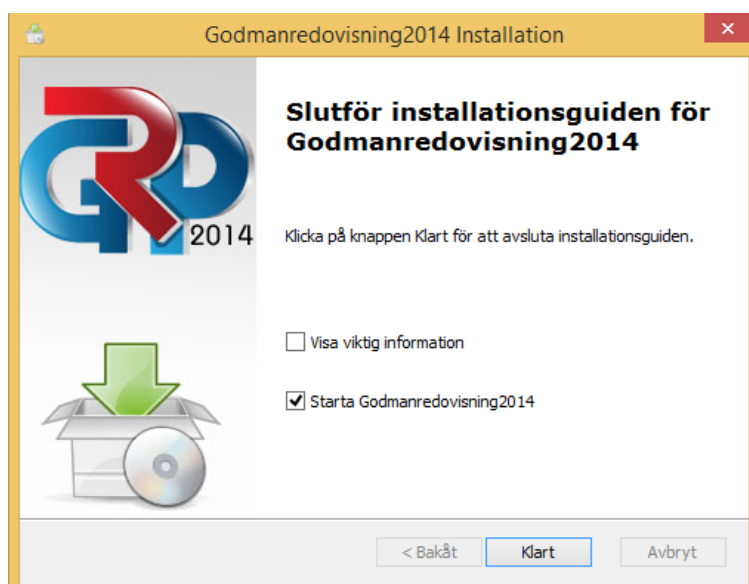 Godmanredovisning2014 Installation
GRP
2014
Slutför installationsguiden för
Godmanredovisning2014
Klicka på knappen Klart för att avsluta installationsguiden.
Visa viktig information
Starta Godmanredovisning2014
< Bakåt
Klart
Avbryt